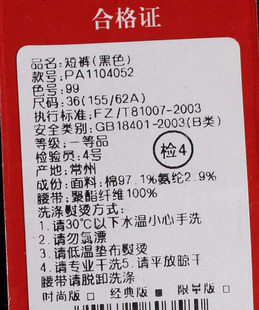 合格证
品名:短裤(黑色)
款号:PA1104052
色号:99
尺码:36(155/62A)
执行标准:FZ/T81007-2003
安全类别:GB18401-2003(B类)
等级:一等品
检验员:4号
检4
产地:常州
成份:面料:棉97.1%氨纶2.9%
腰带:聚酯纤维100%
洗涤熨烫方式:
1.请30℃以下水温小心手洗
2.请勿氯漂
3.请低温垫布熨烫
4.请专业干洗5.请平放晾干
腰带请脱卸洗涤
时尚版 经典版 限量版